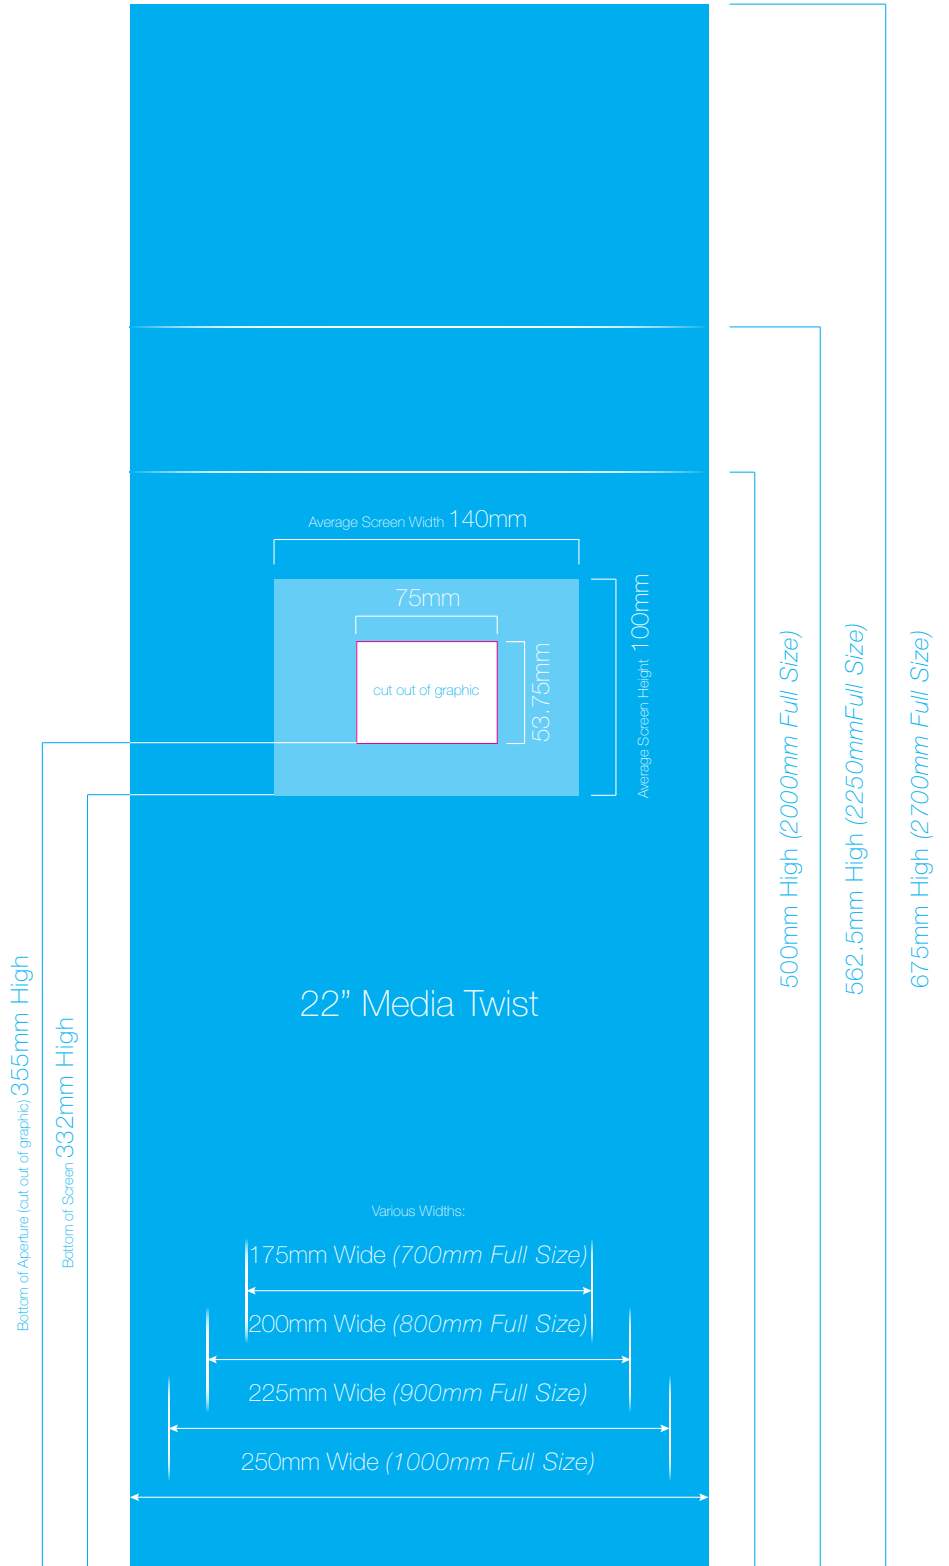 Average Screen Width 140mm
75mm
cut out of graphic
53.75mm
Average Screen Height 100mm
500mm High (2000mm Full Size)
562.5mm High (2250mmFull Size)
675mm High (2700mm Full Size)
Bottom of Aperture (cut out of graphic) 355mm High
Bottom of Screen 332mm High
22” Media Twist
Various Widths:
175mm Wide (700mm Full Size)
200mm Wide (800mm Full Size)
225mm Wide (900mm Full Size)
250mm Wide (1000mm Full Size)